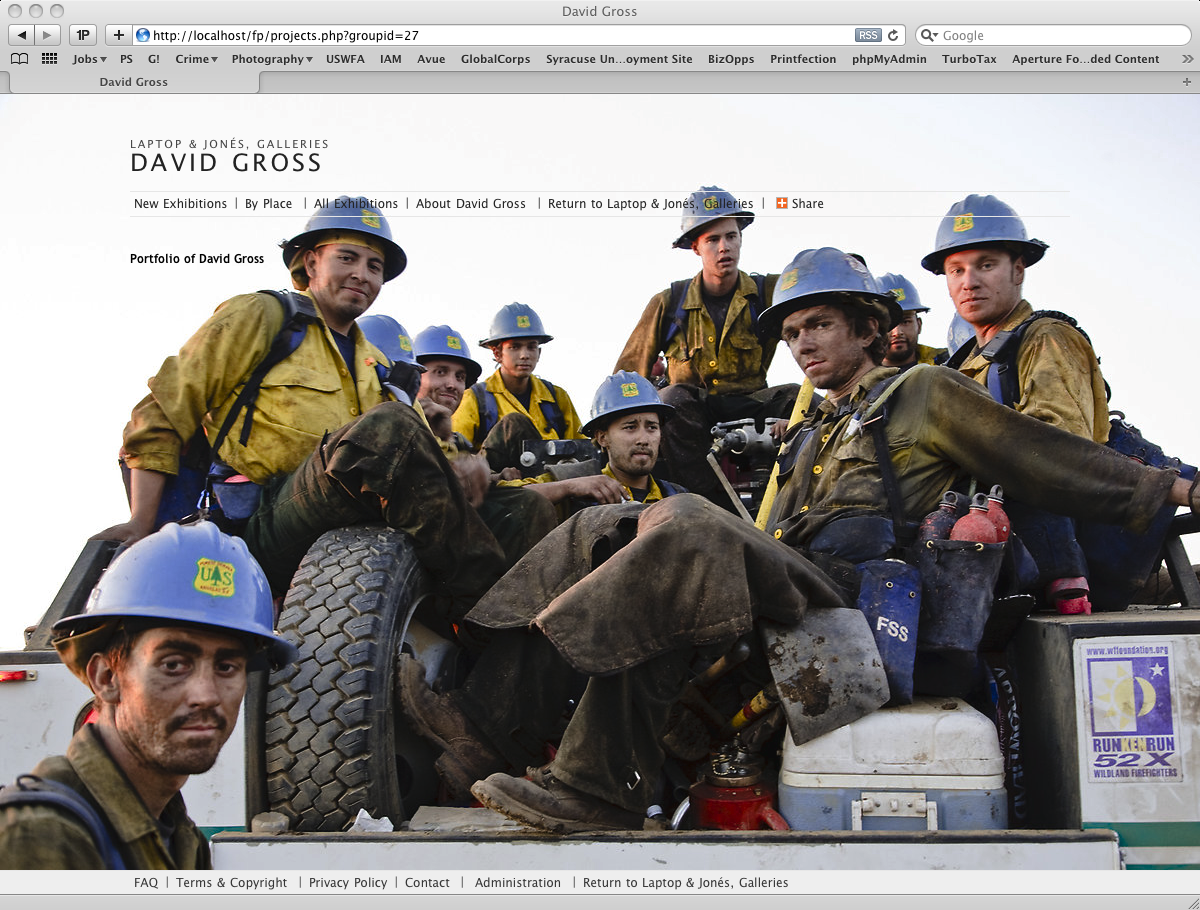 David Gross
1P
http://localhost/fp/projects.php?groupid=27
RSS
Google
Jobs PS G! Crime Photography USWFA IAM Avue GlobalCorps Syracuse Un...oyment Site BizOpps Printfection phpMyAdmin TurboTax Aperture Fo...ded Content
David Gross
LAPTOP & JONÉS, GALLERIES
DAVID GROSS
New Exhibitions | By Place | All Exhibitions | About David Gross | Return to Laptop & Jonés, Galleries | Share
Portfolio of David Gross
US
FSS
www.wffoundation.org
RUN KEN RUN
52 X
WILDLAND FIREFIGHTERS
FAQ | Terms & Copyright | Privacy Policy | Contact | Administration | Return to Laptop & Jonés, Galleries